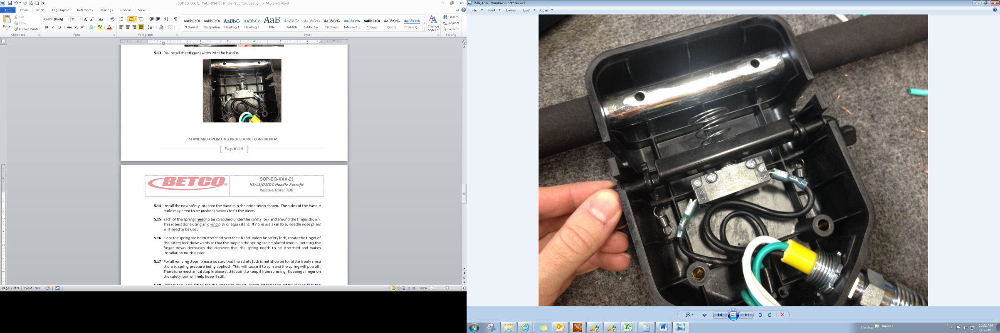 SOP EQ XXX 01 HS-LS-DS-DC Handle Retrofit Instructions - Microsoft Word
File Home Insert Page Layout References Mailings Review View
Paste
Cut
Copy
Format Painter
Clipboard
Calibri (Body) 11
Font
Paragraph
AaBbCcDc AaBbCcDc AaBbC AaBbCc AaB AaBbCc. AaBbCcDc AaBbCcDc AaBbCcDc AaBbCcDc AaBbCcDc AaBbCcDc
¶ Normal No Spacing Heading 1 Heading 2 Title Subtitle Subtle Em... Emphasis Intense E... Strong Quote Intense Q...
Styles
Change Styles
Find
Replace
Select
Editing
5.13 Re-install the trigger switch into the handle.
STANDARD OPERATING PROCEDURE - CONFIDENTIAL
Page 6 of 9
BETCO®
SOP-EQ-XXX-01
HS/LS/DS/DC Handle Retrofit
Release Date: TBD
5.14 Install the new safety lock into the handle in the orientation shown. The sides of the handle
mold may need to be pushed inwards to fit the piece.
5.15 Each of the springs need to be stretched under the safety lock and around the finger shown.
This is best done using an o-ring pick or equivalent. If none are available, needle nose pliers
will need to be used.
5.16 Once the spring has been stretched over the rib and under the safety lock, rotate the finger of
the safety lock downwards so that the loop on the spring can be placed over it. Rotating the
finger down decreases the distance that the spring needs to be stretched and makes
installation much easier.
5.17 For all remaing steps, please be sure that the safety lock is not allowed to rotate freely since
there is spring pressure being applied. This will cause it to spin and the spring will pop off.
There is no mechanical stop in place at this point to keep it from spinning. Keeping a finger on
the safety lock will help keep it still.
Page: 7 of 9 Words: 988 100%
IMG_3206 - Windows Photo Viewer
File Print E-mail Burn Open
COM
Desktop Libraries
10:32 AM
2/27/2015